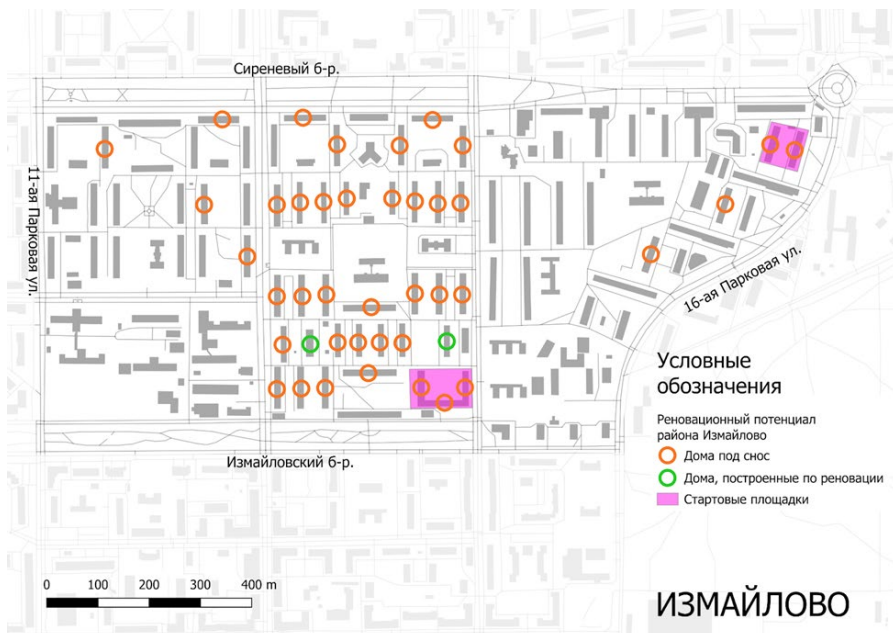 Сиреневый б-р.
11-ая Парковая ул.
16-ая Парковая ул.
Измайловский б-р.
Условные
обозначения
Реновационный потенциал
района Измайлово
Дома под снос
Дома, построенные по реновации
Стартовые площадки
0 100 200 300 400 m
ИЗМАЙЛОВО